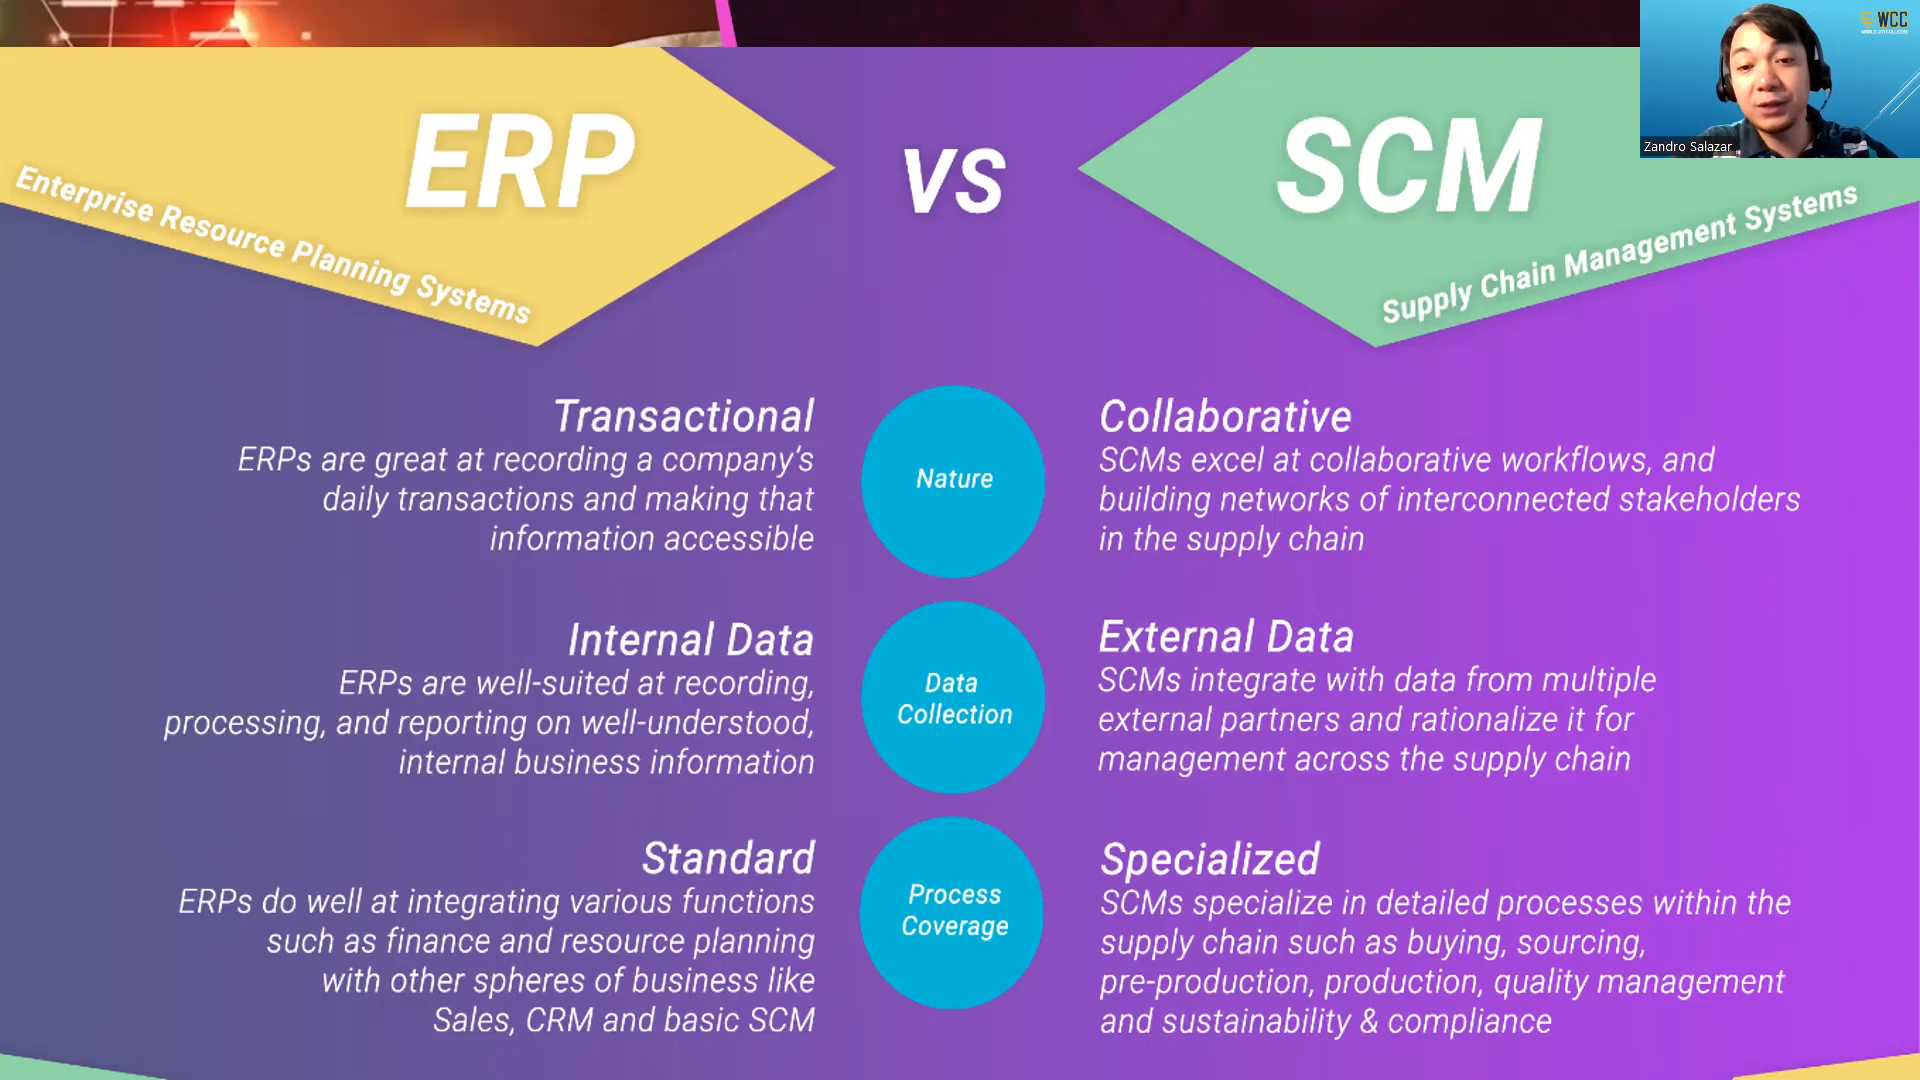 WCC
WORLD CITI COLLEGES
Zandro Salazar
ERP
VS
SCM
Enterprise Resource Planning Systems
Supply Chain Management Systems
Transactional
ERPs are great at recording a company’s
daily transactions and making that
information accessible
Nature
Collaborative
SCMs excel at collaborative workflows, and
building networks of interconnected stakeholders
in the supply chain
Internal Data
ERPs are well-suited at recording,
processing, and reporting on well-understood,
internal business information
Data
Collection
External Data
SCMs integrate with data from multiple
external partners and rationalize it for
management across the supply chain
Standard
ERPs do well at integrating various functions
such as finance and resource planning
with other spheres of business like
Sales, CRM and basic SCM
Process
Coverage
Specialized
SCMs specialize in detailed processes within the
supply chain such as buying, sourcing,
pre-production, production, quality management
and sustainability & compliance